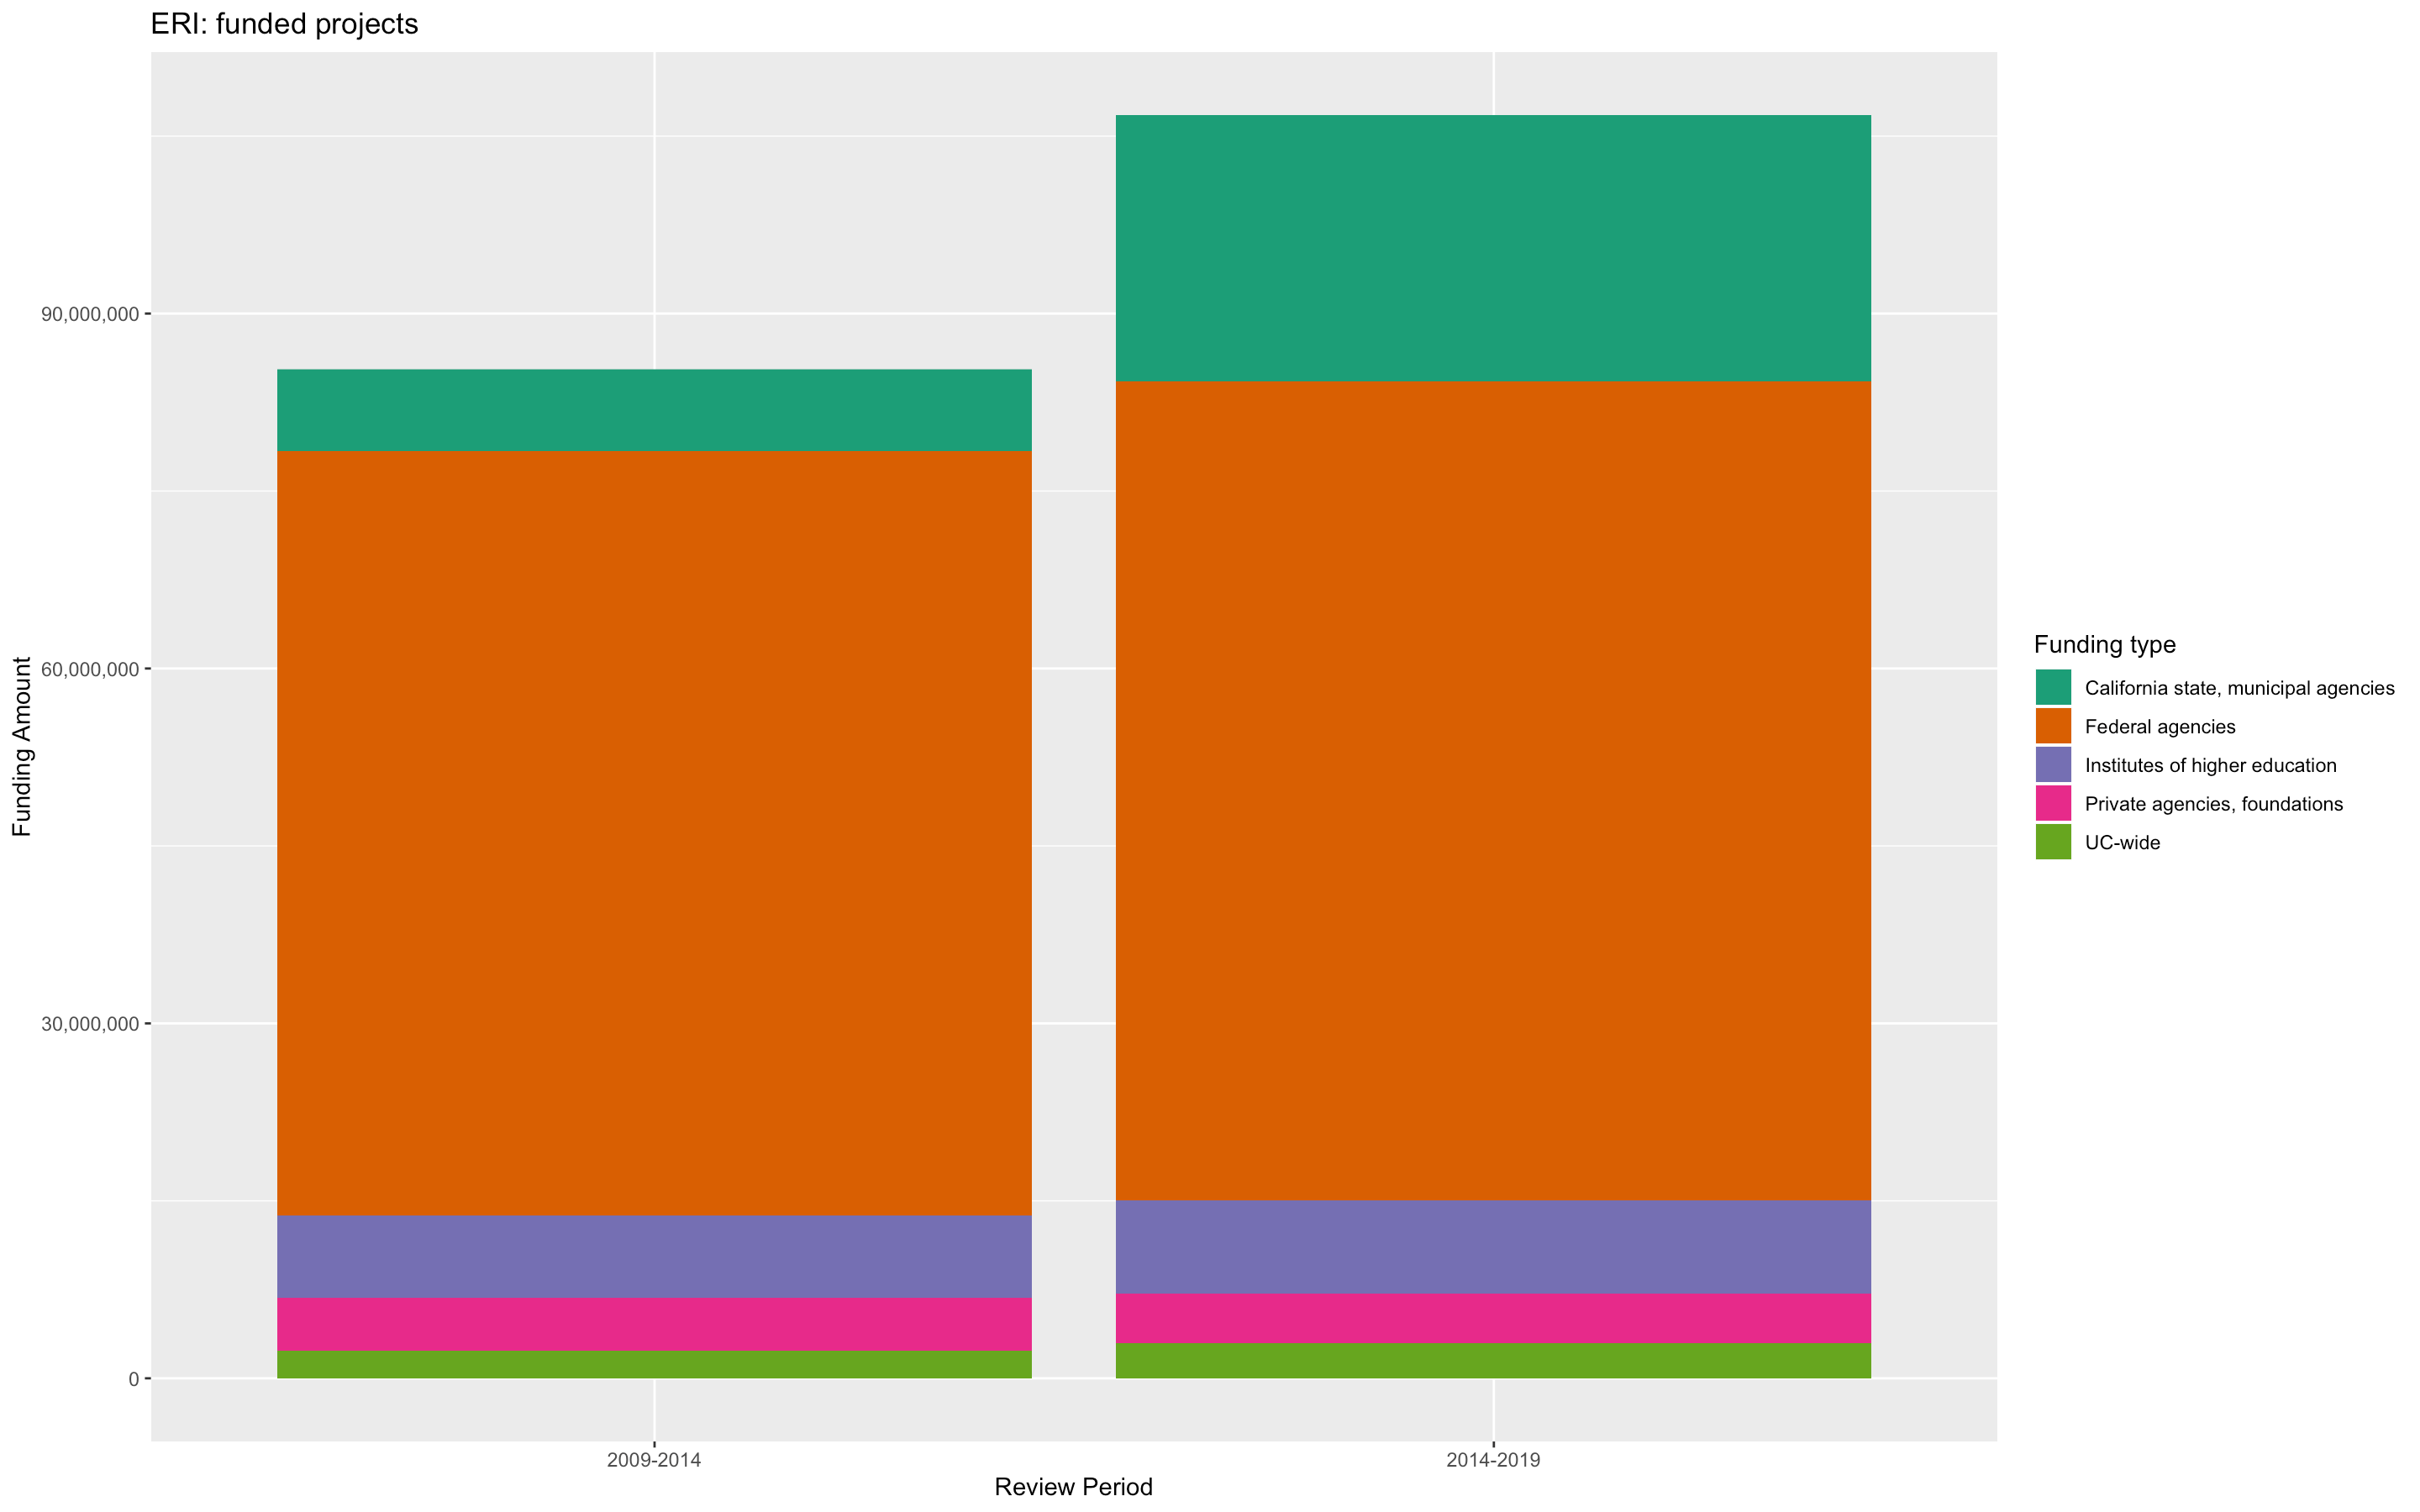 ERI: funded projects
Funding Amount
90,000,000
60,000,000
30,000,000
0
2009-2014
2014-2019
Review Period
Funding type
California state, municipal agencies
Federal agencies
Institutes of higher education
Private agencies, foundations
UC-wide